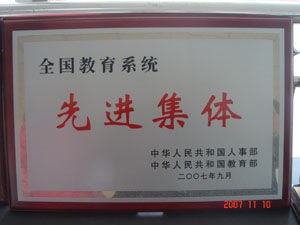 全国教育系统
先进集体
中华人民共和国人事部
中华人民共和国教育部
二〇〇七年九月
2007 11 10